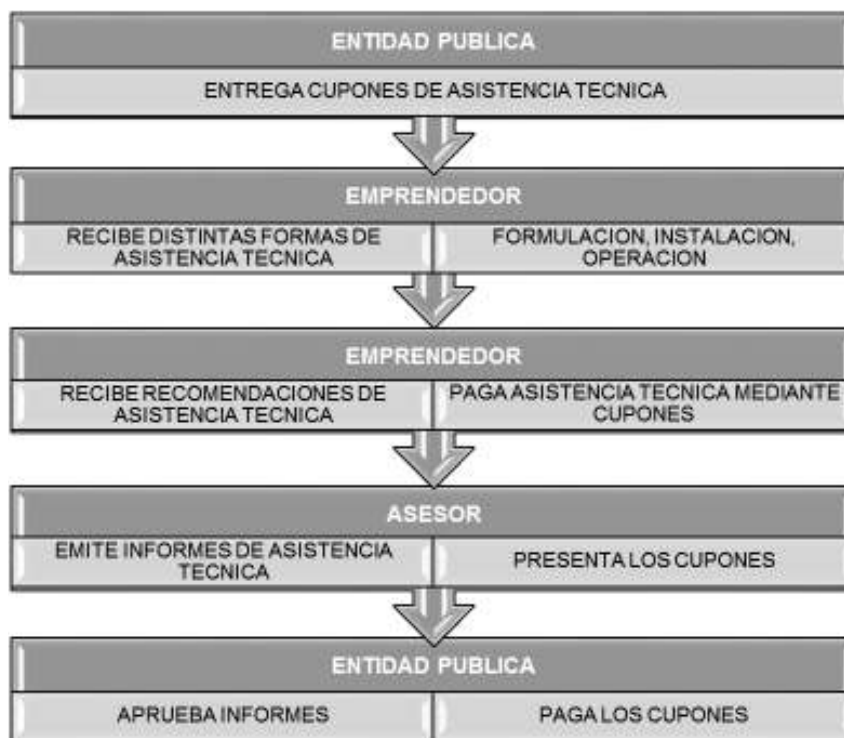 ENTIDAD PUBLICA
ENTREGA CUPONES DE ASISTENCIA TECNICA
EMPRENDEDOR
RECIBE DISTINTAS FORMAS DE
ASISTENCIA TECNICA
FORMULACION, INSTALACION,
OPERACION
EMPRENDEDOR
RECIBE RECOMENDACIONES DE
ASISTENCIA TECNICA
PAGA ASISTENCIA TECNICA MEDIANTE
CUPONES
ASESOR
EMITE INFORMES DE ASISTENCIA
TECNICA
PRESENTA LOS CUPONES
ENTIDAD PUBLICA
APRUEBA INFORMES
PAGA LOS CUPONES